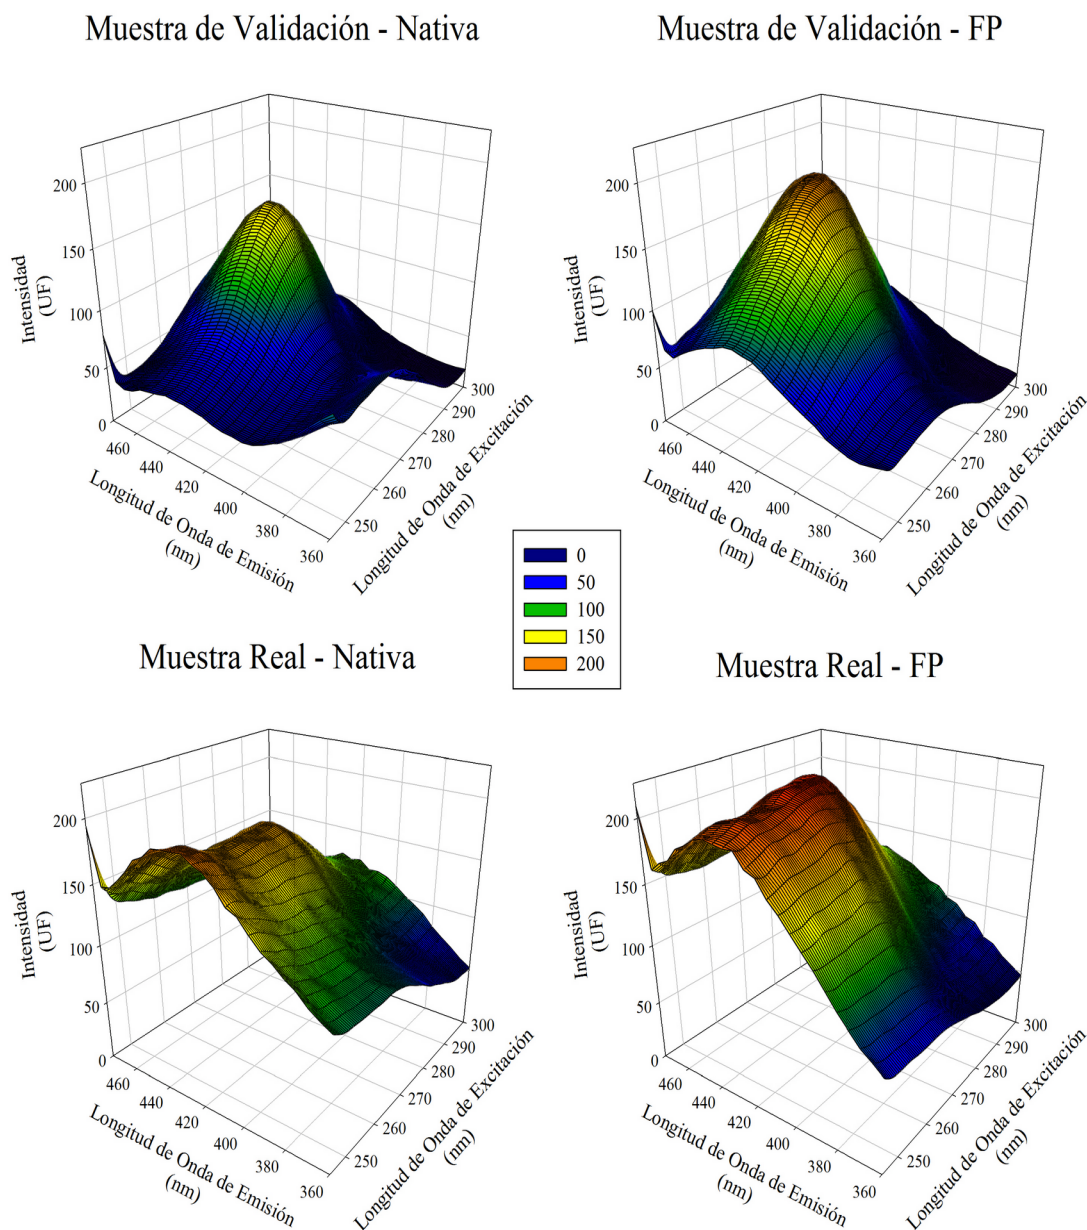 Muestra de Validación - Nativa
Intensidad
(UF)
200
150
100
50
0
460
440
420
400
380
360
Longitud de Onda de Emisión
(nm)
250
260
270
280
290
300
Longitud de Onda de Excitación
(nm)
Muestra de Validación - FP
Intensidad
(UF)
200
150
100
50
0
460
440
420
400
380
360
Longitud de Onda de Emisión
(nm)
250
260
270
280
290
300
Longitud de Onda de Excitación
(nm)
0
50
100
150
200
Muestra Real - Nativa
Intensidad
(UF)
200
150
100
50
0
460
440
420
400
380
360
Longitud de Onda de Emisión
(nm)
250
260
270
280
290
300
Longitud de Onda de Excitación
(nm)
Muestra Real - FP
Intensidad
(UF)
200
150
100
50
0
460
440
420
400
380
360
Longitud de Onda de Emisión
(nm)
250
260
270
280
290
300
Longitud de Onda de Excitación
(nm)